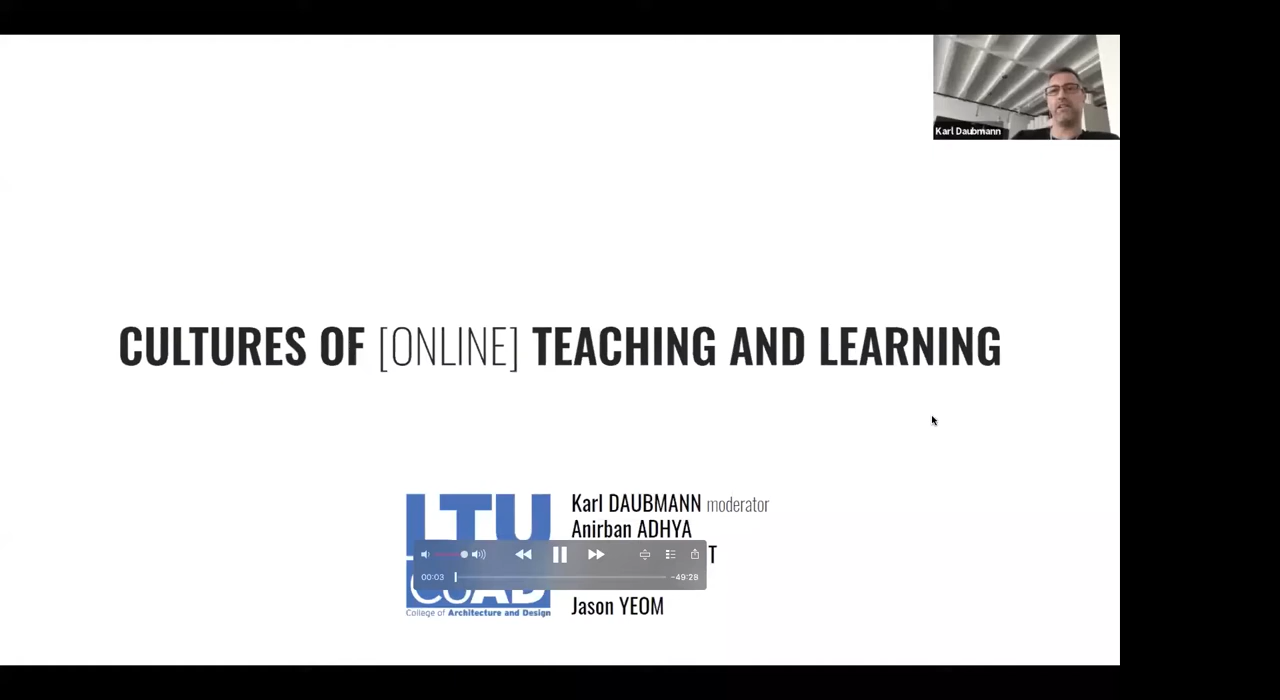 Karl Daubmann
CULTURES OF [ONLINE] TEACHING AND LEARNING
LTU
Karl DAUBMANN moderator
Anirban ADHYA
T
00:03
-49:28
CoAD
Jason YEOM
College of Architecture and Design